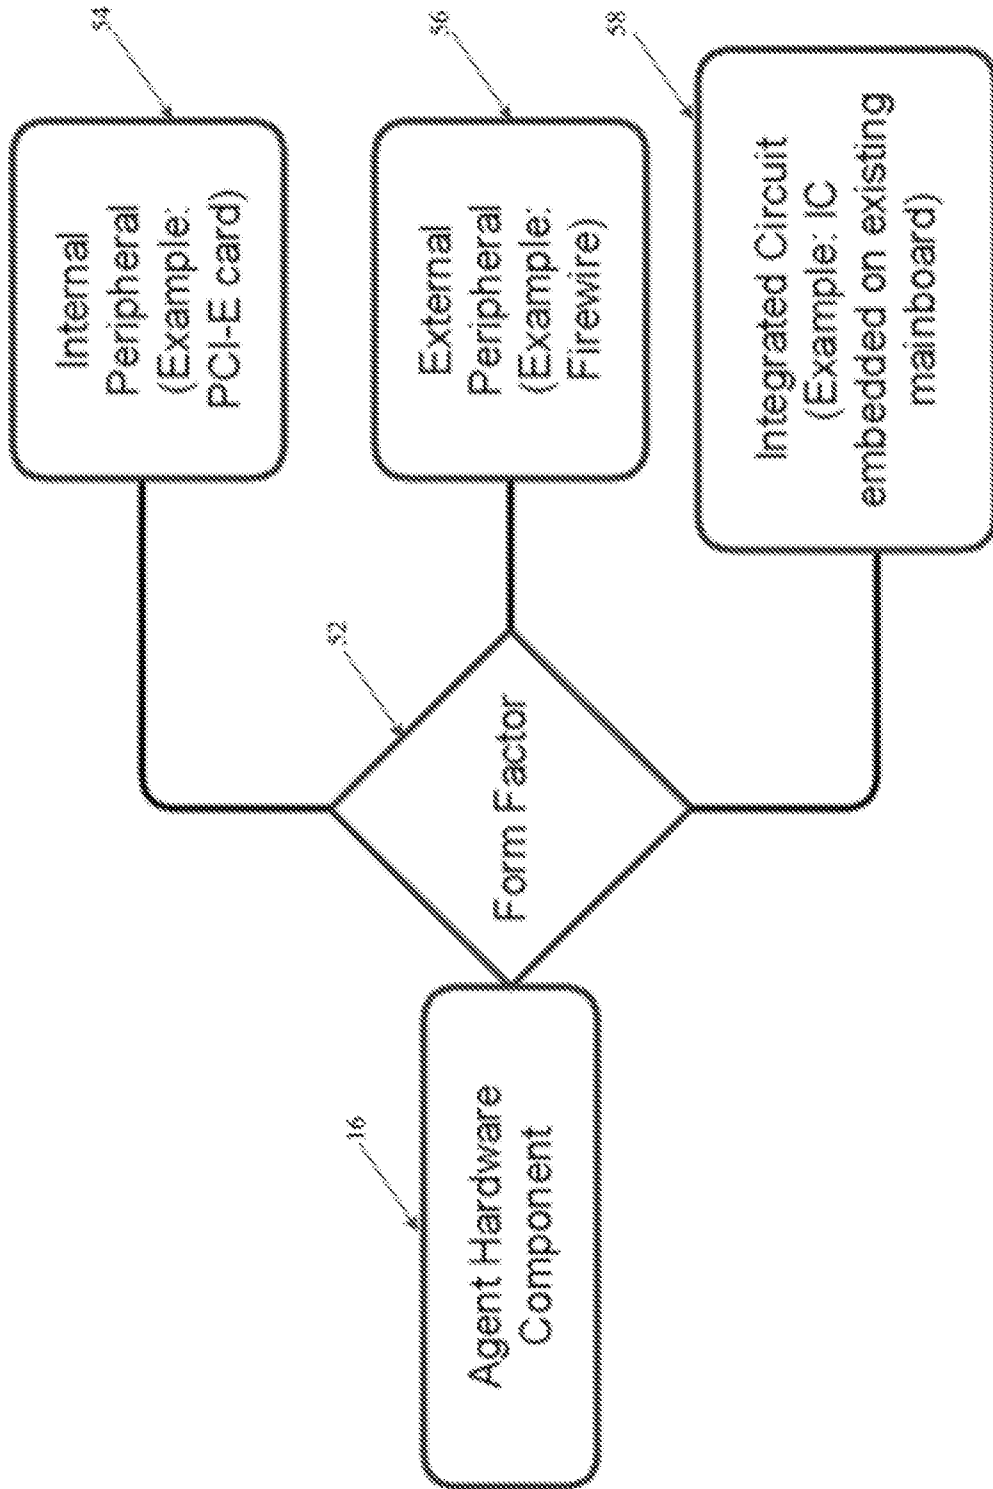 16
Agent Hardware
Component
52
Form Factor
54
Internal
Peripheral
(Example:
PCI-E card)
56
External
Peripheral
(Example:
Firewire)
58
Integrated Circuit
(Example: IC
embedded on existing
mainboard)